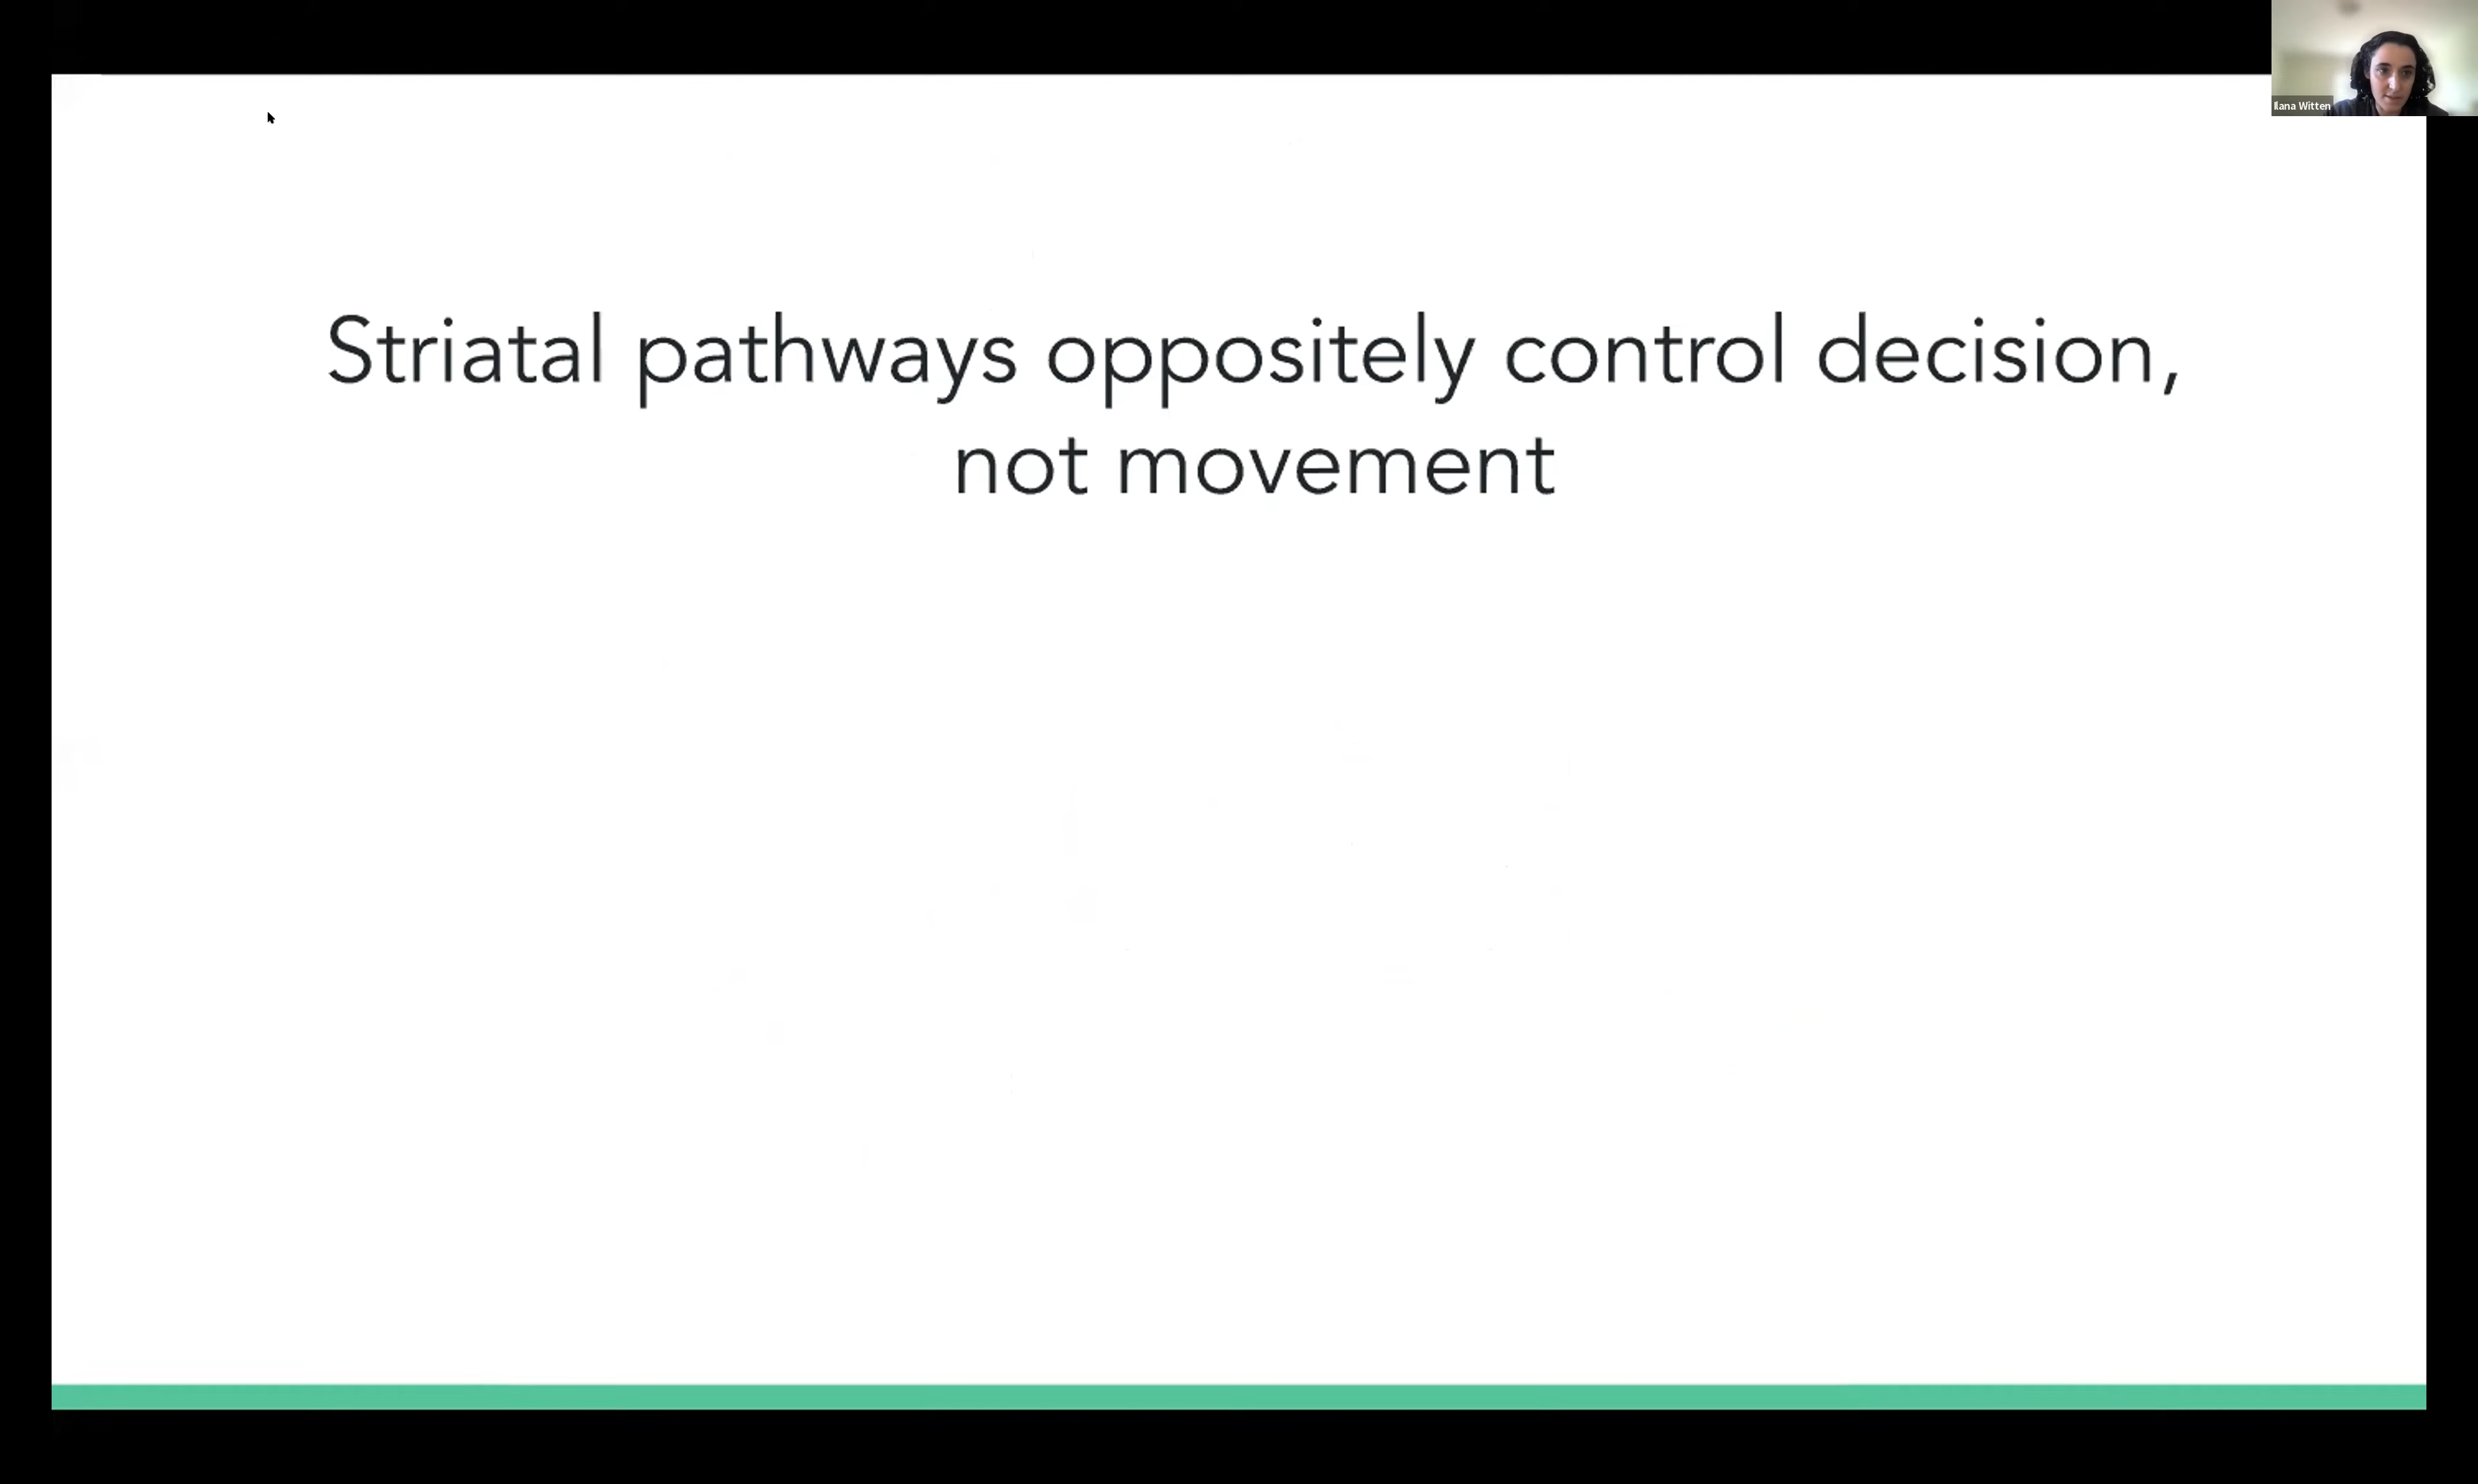 Ilana Witten
Striatal pathways oppositely control decision,
not movement